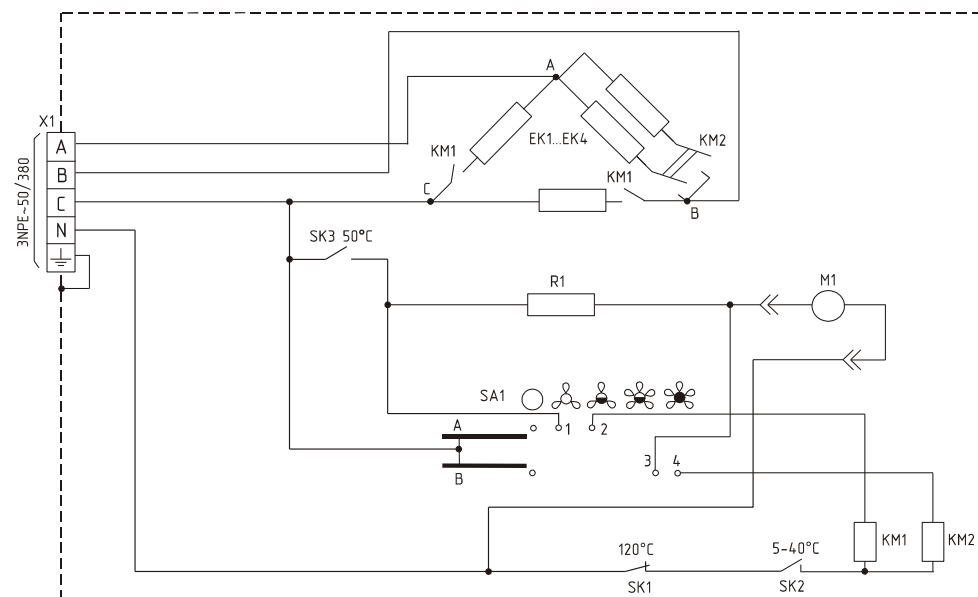 A
X1
KM2
EK1...EK4
KM1
A
3NPE~50/380
B
KM1
C
C
B
N
SK3 50°C
R1
M1
SA1
A
1
2
B
3
4
120°C
5-40°C
KM1
KM2
SK1
SK2